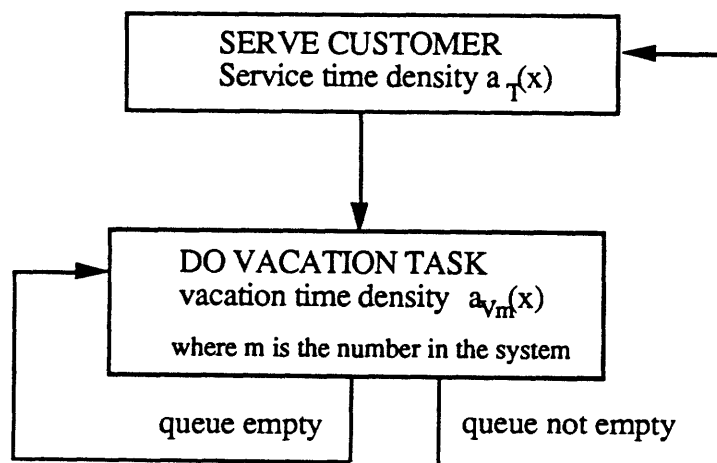 SERVE CUSTOMER
Service time density a_T(x)
DO VACATION TASK
vacation time density a_Vm(x)
where m is the number in the system
queue empty
queue not empty